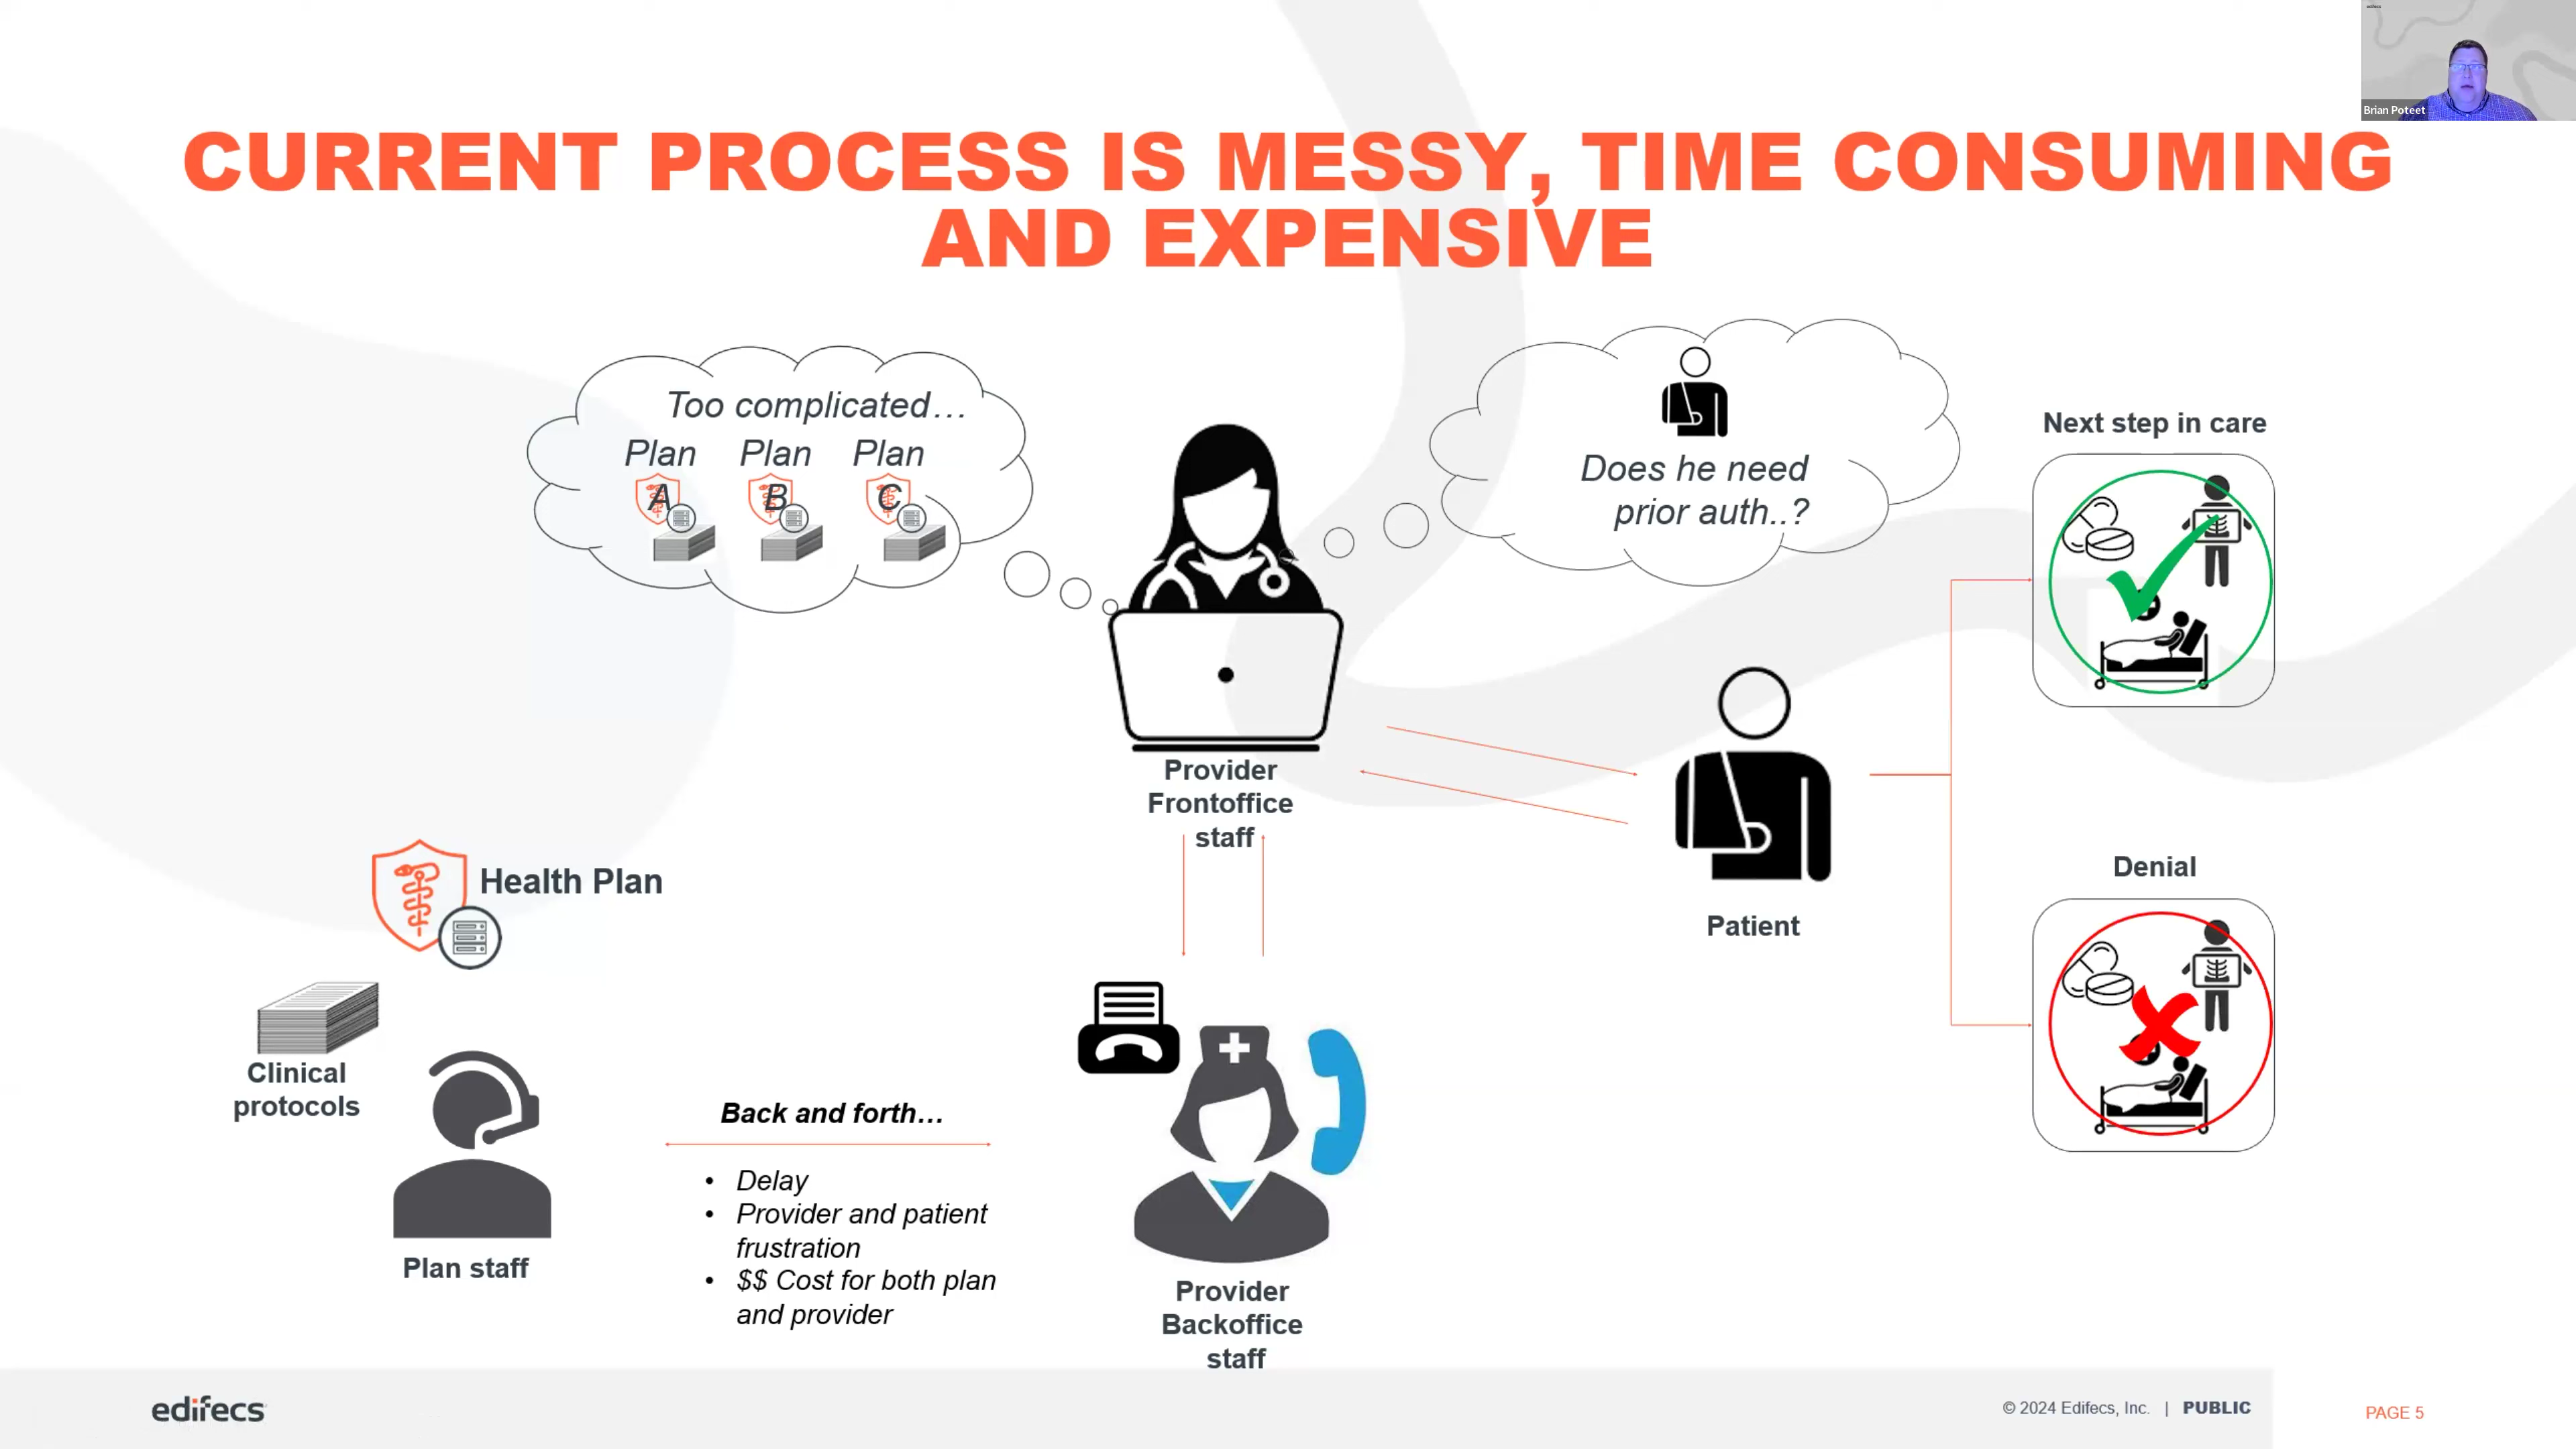 edifecs
Brian Poteet
CURRENT PROCESS IS MESSY, TIME CONSUMING
AND EXPENSIVE
Too complicated…
Plan Plan Plan
A B C
Does he need
prior auth..?
Next step in care
Provider
Frontoffice
staff
Health Plan
Denial
Patient
Clinical
protocols
Back and forth…
• Delay
• Provider and patient
frustration
• $$ Cost for both plan
and provider
Plan staff
Provider
Backoffice
staff
edifecs
© 2024 Edifecs, Inc. | PUBLIC
PAGE 5